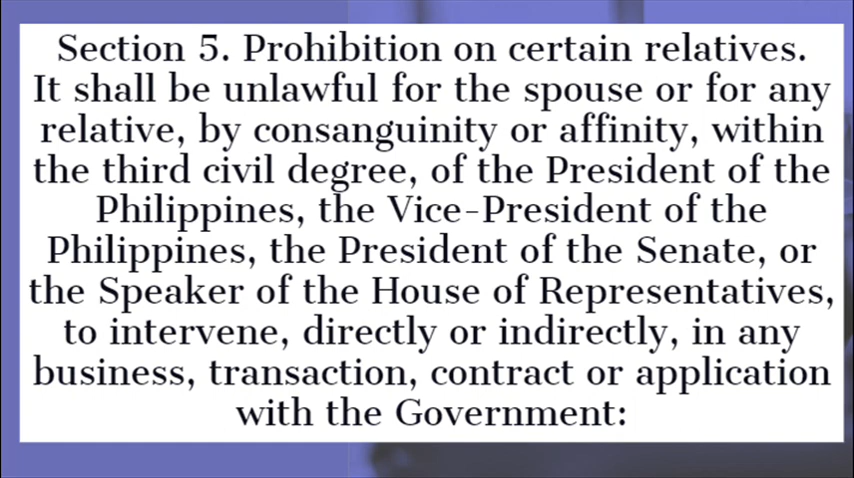 Section 5. Prohibition on certain relatives.
It shall be unlawful for the spouse or for any
relative, by consanguinity or affinity, within
the third civil degree, of the President of the
Philippines, the Vice-President of the
Philippines, the President of the Senate, or
the Speaker of the House of Representatives,
to intervene, directly or indirectly, in any
business, transaction, contract or application
with the Government: